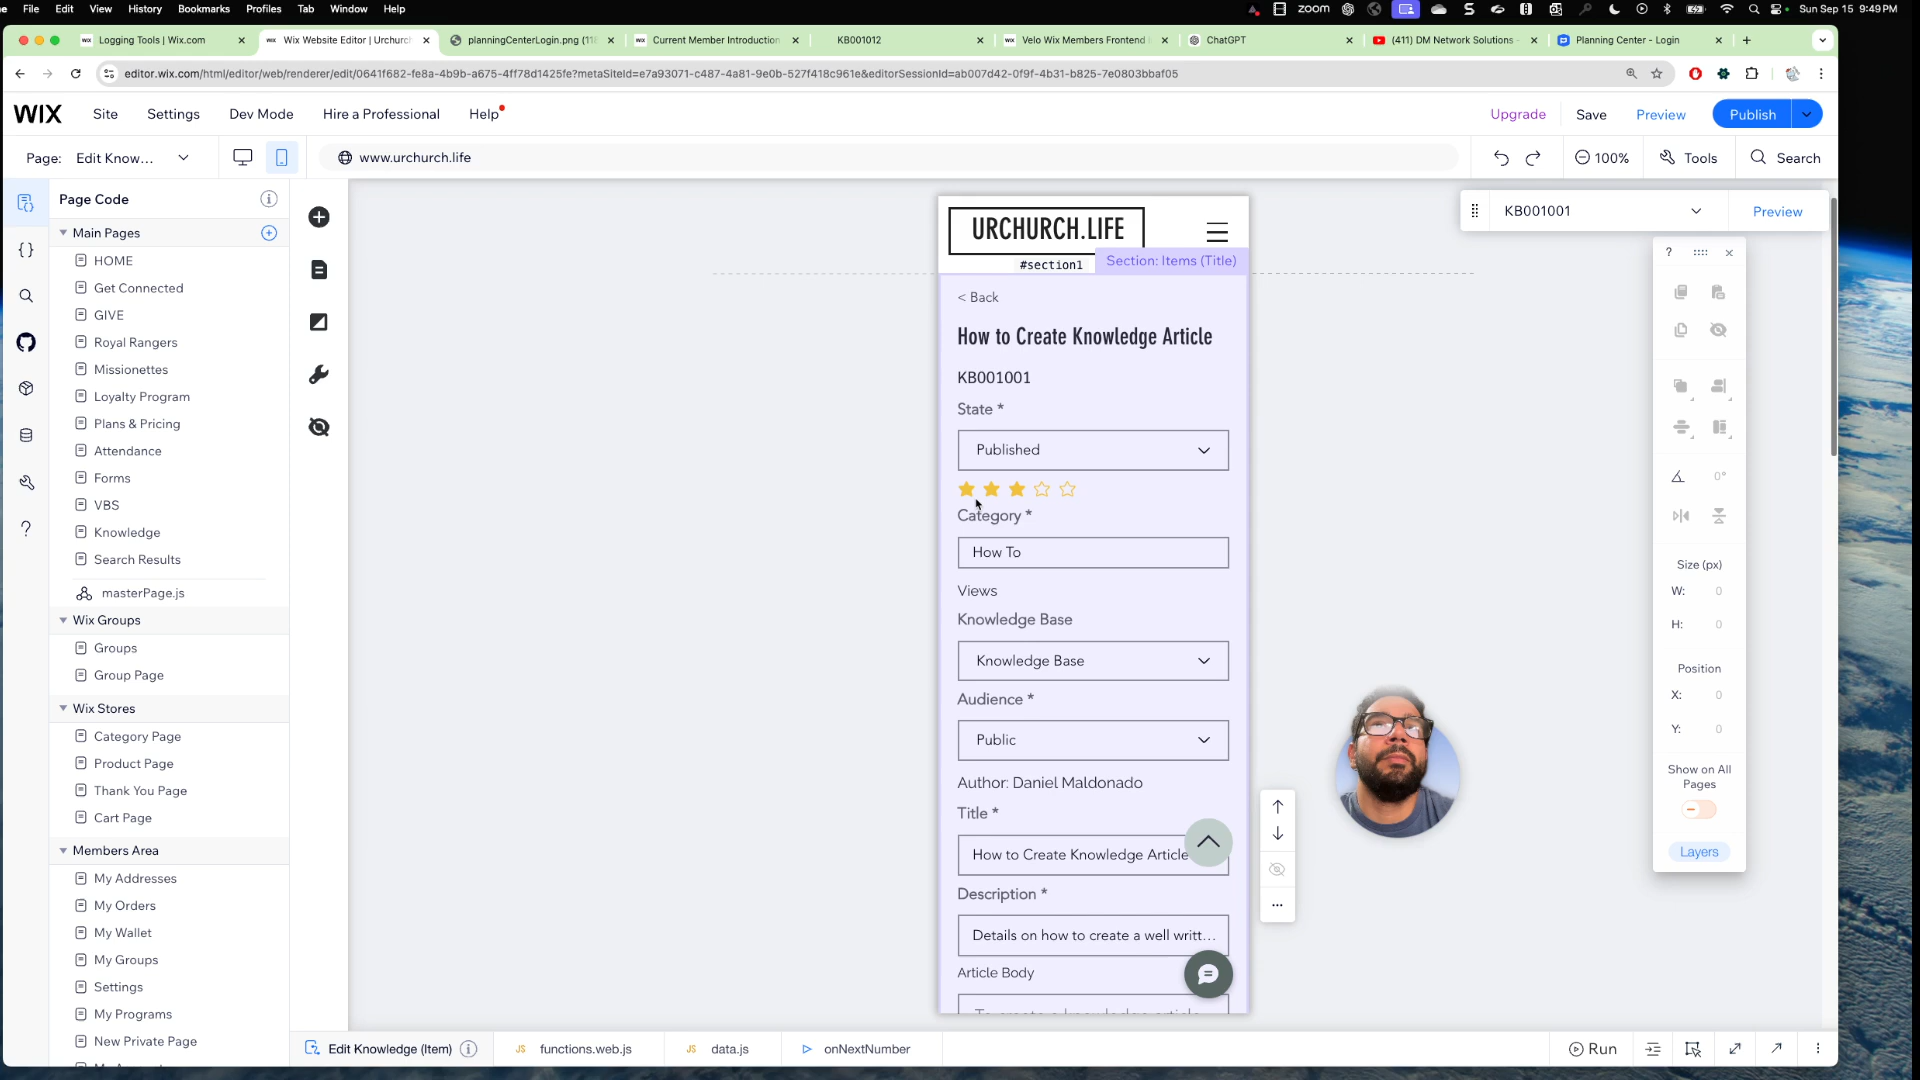 File Edit View History Bookmarks Profiles Tab Window Help zoom Sun Sep 15 9:49 PM
Logging Tools | Wix.com
Wix Website Editor | Urchurch
planningCenterLogin.png (11
Current Member Introduction
KB001012
Velo Wix Members Frontend
ChatGPT
(411) DM Network Solutions -
Planning Center - Login
editor.wix.com/html/editor/web/renderer/edit/0641f682-fe8a-4b9b-a675-4ff78d1425fe?metaSiteId=e7a93071-c487-4a81-9e0b-527f418c961e&editorSessionId=ab007d42-0f9f-4b31-b825-7e0803bbaf05
WIX Site Settings Dev Mode Hire a Professional Help Upgrade Save Preview Publish
Page: Edit Know... www.urchurch.life 100% Tools Search
Page Code
Main Pages
HOME
Get Connected
GIVE
Royal Rangers
Missionettes
Loyalty Program
Plans & Pricing
Attendance
Forms
VBS
Knowledge
Search Results
masterPage.js
Wix Groups
Groups
Group Page
Wix Stores
Category Page
Product Page
Thank You Page
Cart Page
Members Area
My Addresses
My Orders
My Wallet
My Groups
Settings
My Programs
New Private Page
URCHURCH.LIFE
#section1 Section: Items (Title)
< Back
How to Create Knowledge Article
KB001001
State *
Published
Category *
How To
Views
Knowledge Base
Knowledge Base
Audience *
Public
Author: Daniel Maldonado
Title *
How to Create Knowledge Article
Description *
Details on how to create a well writt...
Article Body
KB001001 Preview
?
0°
Size (px)
W: 0
H: 0
Position
X: 0
Y: 0
Show on All
Pages
Layers
Edit Knowledge (Item) JS functions.web.js JS data.js onNextNumber Run